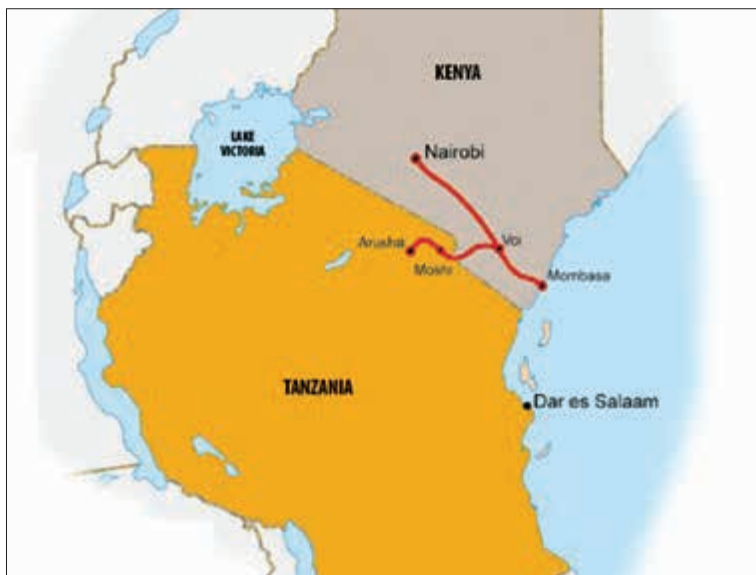 KENYA
LAKE
VICTORIA
Nairobi
Arusha
Voi
Moshi
Mombasa
TANZANIA
Dar es Salaam